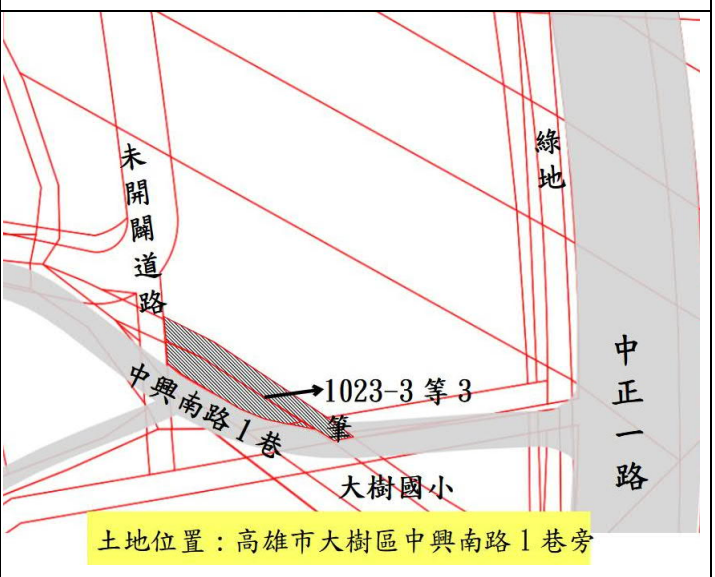 未開闢道路
綠地
中正一路
1023-3 等 3
筆
中興南路 1 巷
大樹國小
土地位置：高雄市大樹區中興南路 1 巷旁